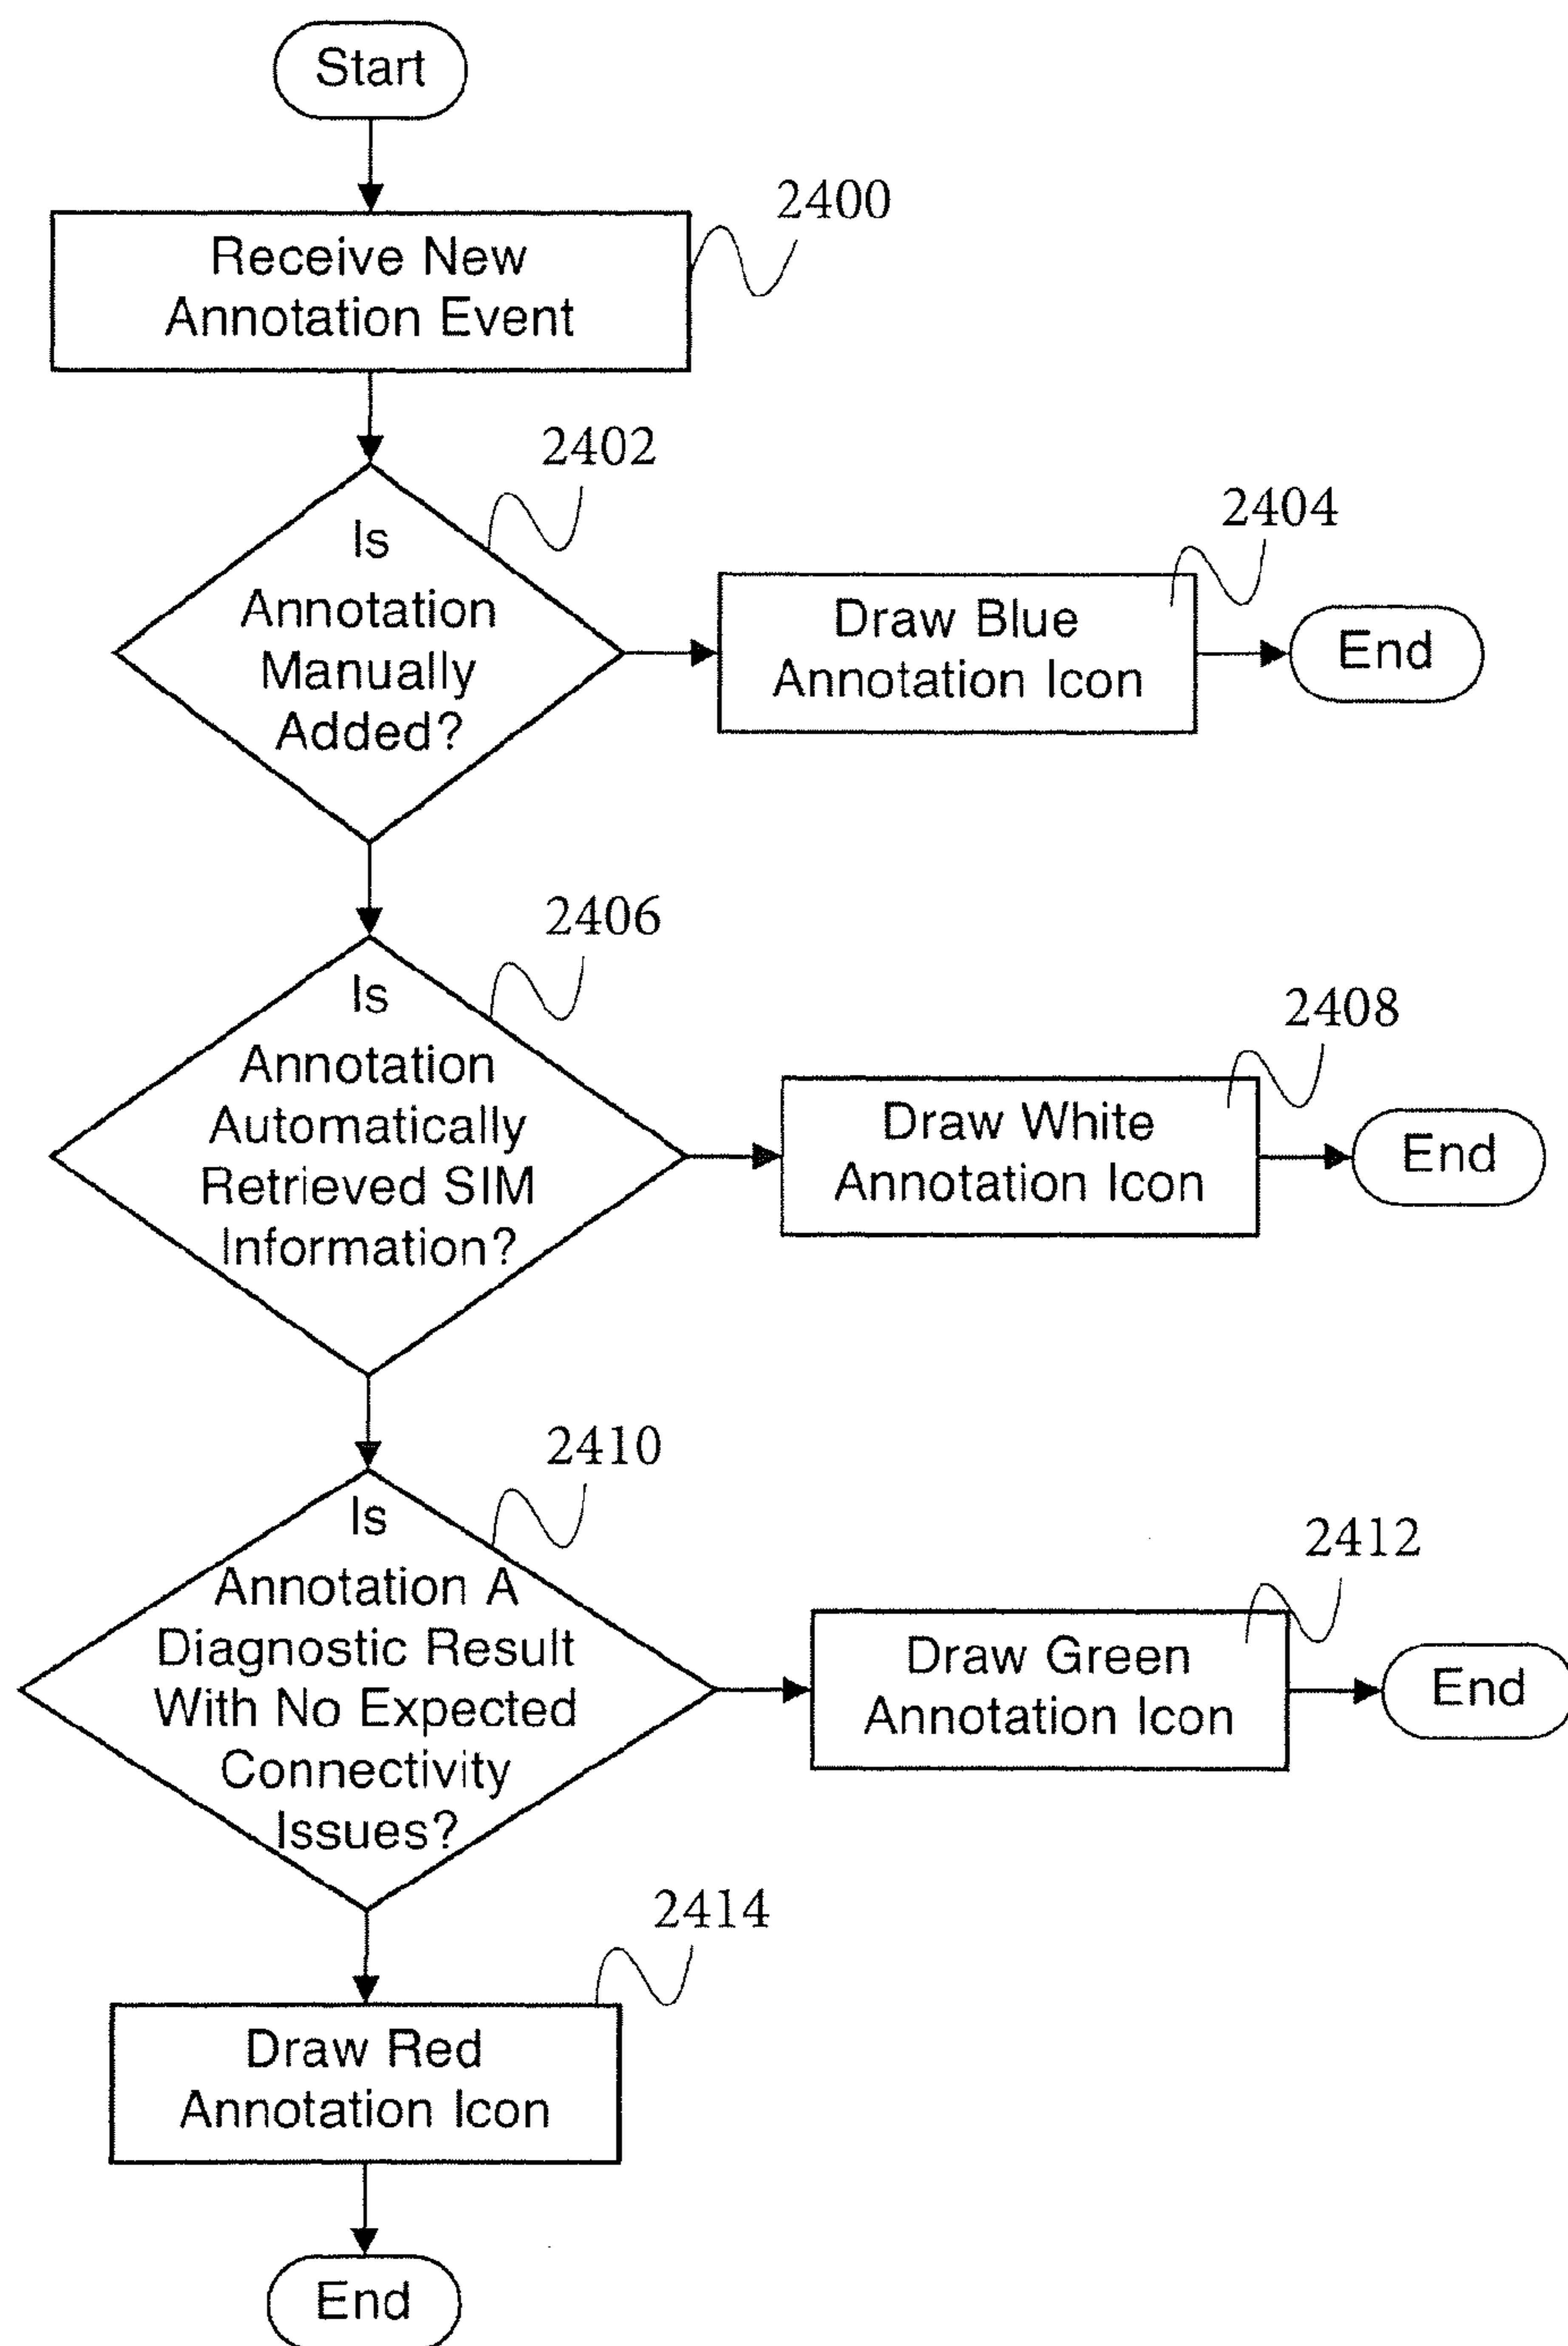 Start
2400
Receive New
Annotation Event
2402
Is
Annotation
Manually
Added?
2404
Draw Blue
Annotation Icon
End
2406
Is
Annotation
Automatically
Retrieved SIM
Information?
2408
Draw White
Annotation Icon
End
2410
Is
Annotation A
Diagnostic Result
With No Expected
Connectivity
Issues?
2412
Draw Green
Annotation Icon
End
2414
Draw Red
Annotation Icon
End